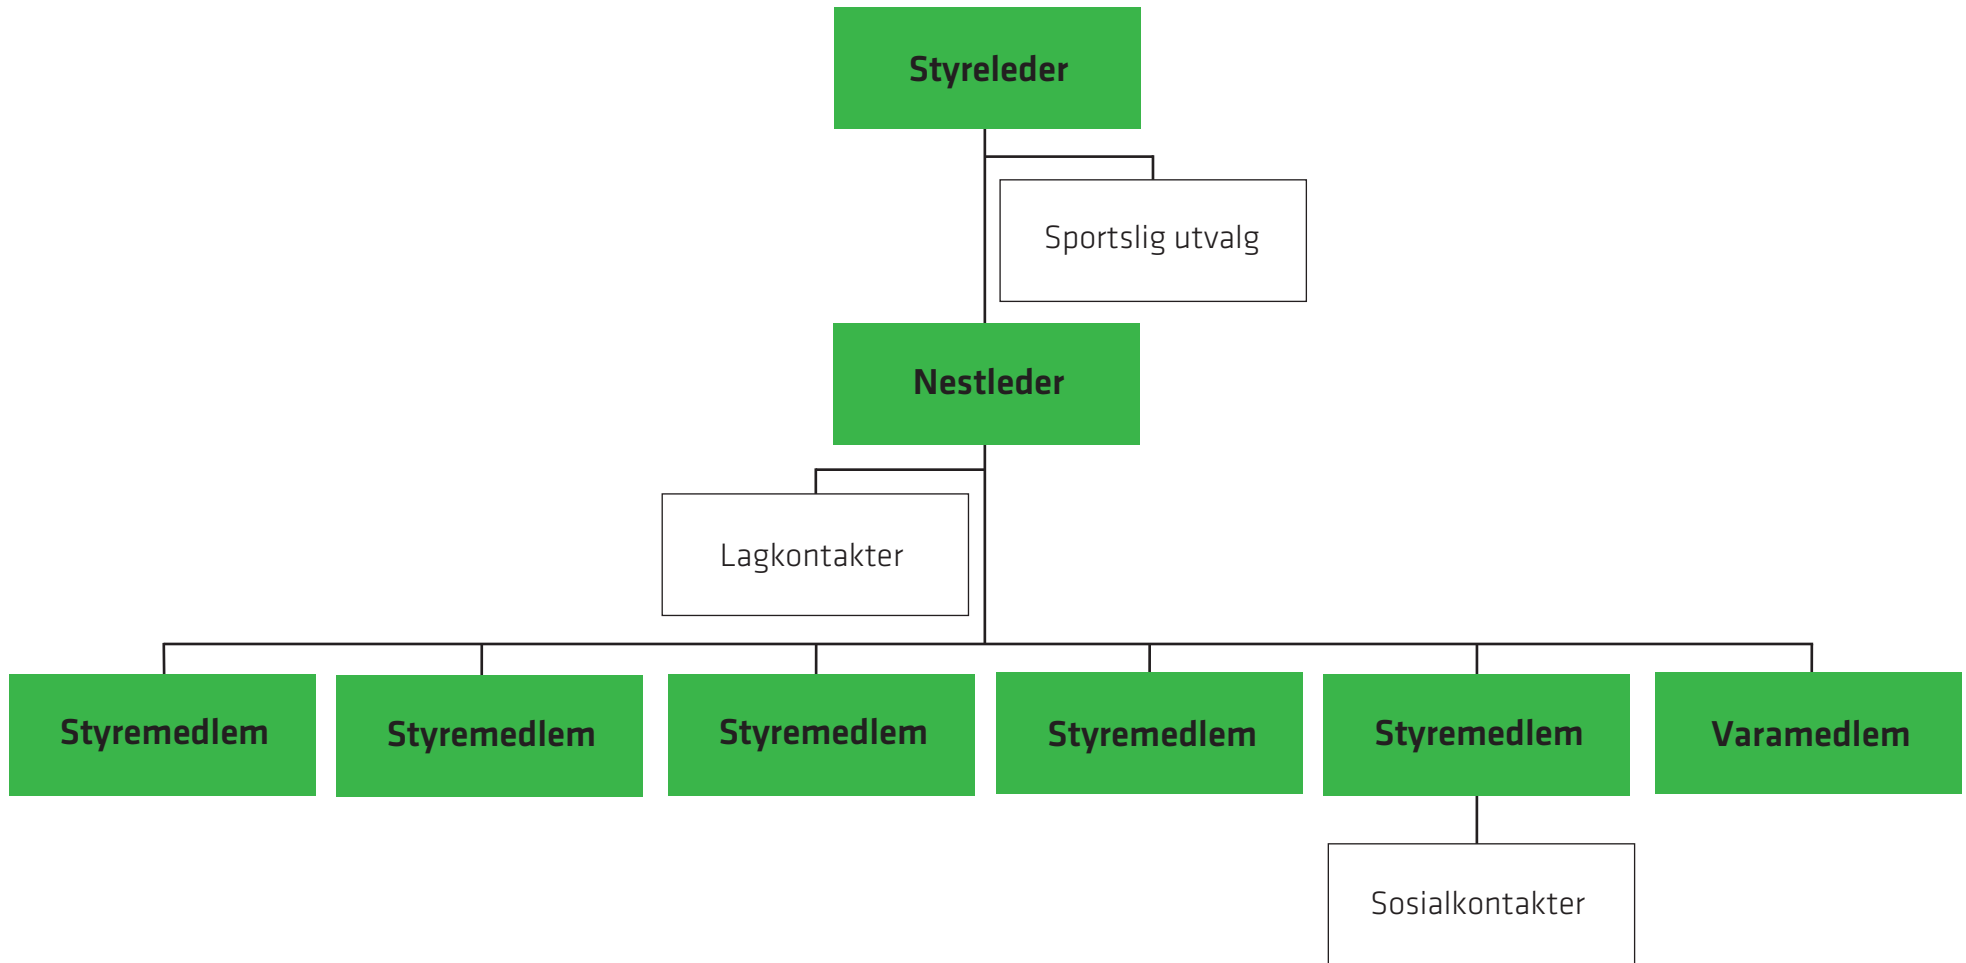 Styreleder
Sportslig utvalg
Nestleder
Lagkontakter
Styremedlem
Styremedlem
Styremedlem
Styremedlem
Styremedlem
Varamedlem
Sosialkontakter